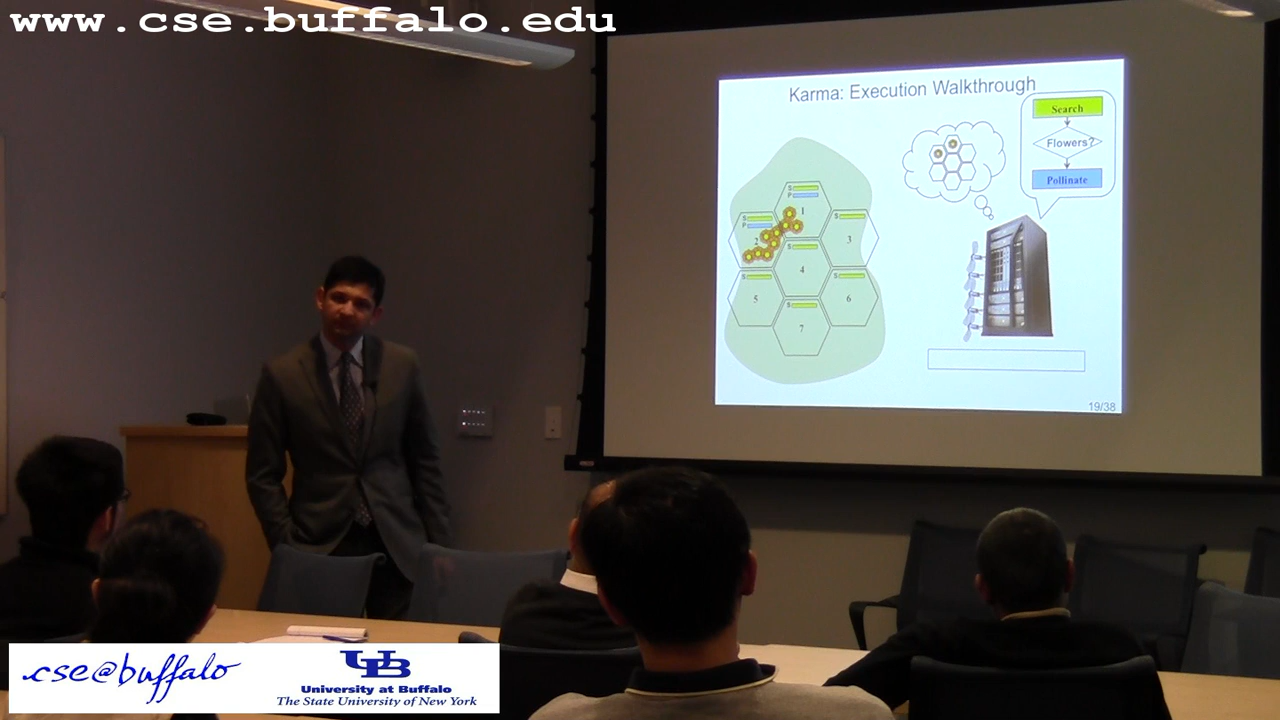 www.cse.buffalo.edu
Karma: Execution Walkthrough
Search
Flowers?
Pollinate
S
P
1
S
P
2
S
3
S
4
S
5
S
6
S
7
19/38
cse@buffalo
UB
University at Buffalo
The State University of New York